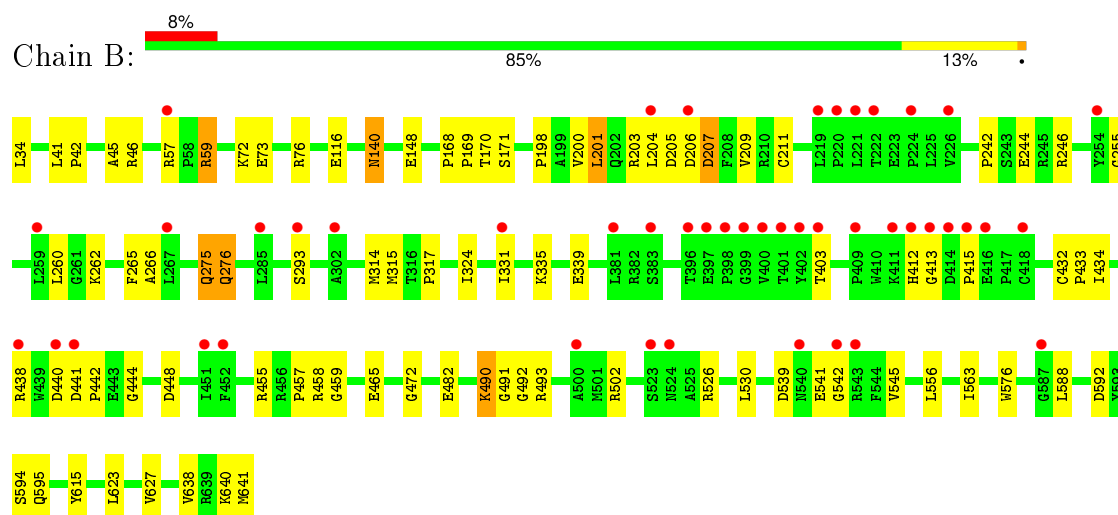 8%
Chain B:
85% 13% •
L34 L41 P42 A45 R46 R57 P58 R59 K72 E73 R76 E116 N140 E148 P168 P169 T170 S171 P198 A199 V200 L201 Q202 R203 L204 D205 D206 D207 F208 V209 R210 C211 L219 P220 L221 T222 E223 P224 L225 V226 P242 S243 E244 R245 R246 Y254 C255
L259 L260 G261 K262 F265 A266 L267 Q275 Q276 L285 S293 A302 M314 M315 T316 P317 I324 I331 K335 E339 L381 R382 S383 T396 E397 P398 G399 V400 T401 Y402 T403 P409 W410 K411 H412 G413 D414 P415 E416 P417 C418 C432 P433 I434
R438 W439 D440 D441 P442 E443 G444 D448 I451 F452 R455 R456 P457 R458 G459 E465 G472 E482 K490 G491 G492 R493 A500 M501 R502 S523 N524 A525 R526 L530 D539 N540 E541 G542 R543 F544 V545 L556 I563 W576 G587 L588 D592 Y593
S594 Q595 Y615 L623 V627 V638 R639 K640 M641